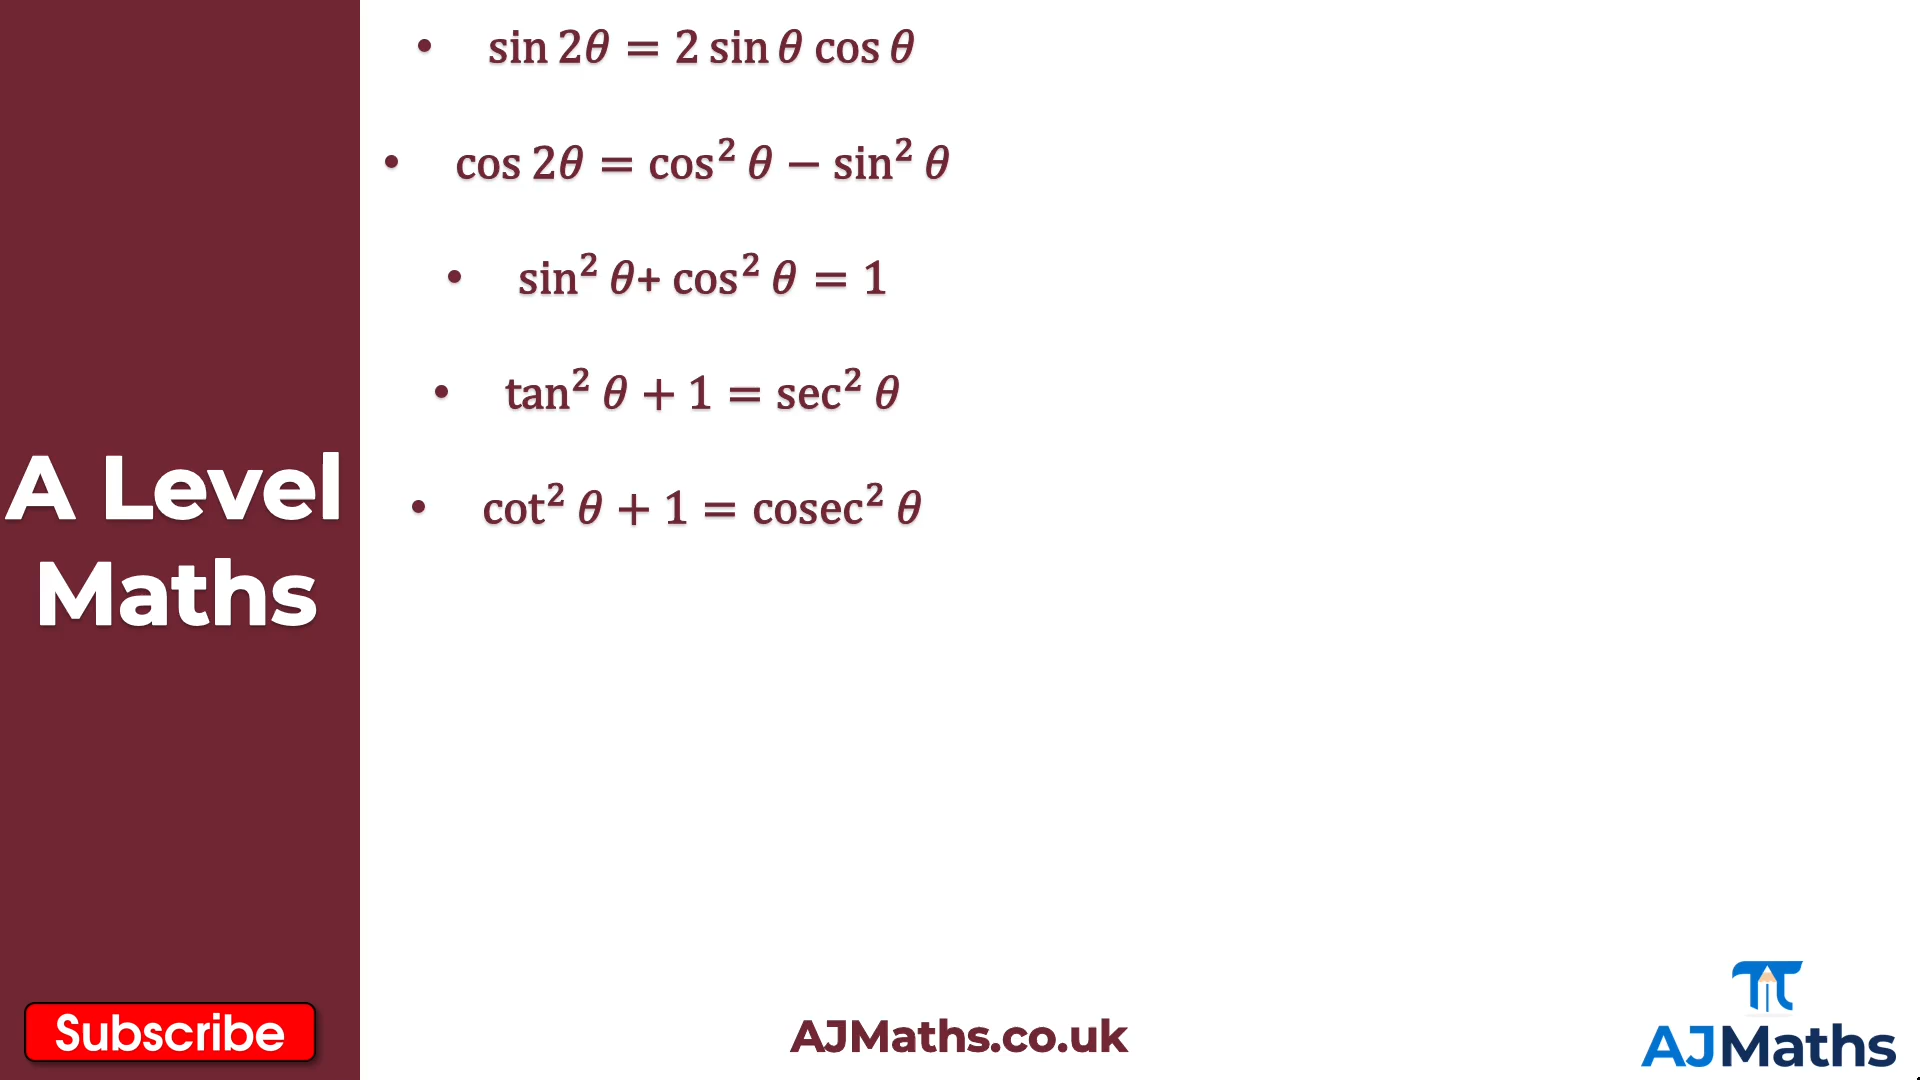 • sin 2θ = 2 sin θ cos θ
• cos 2θ = cos² θ − sin² θ
• sin² θ+ cos² θ = 1
• tan² θ + 1 = sec² θ
• cot² θ + 1 = cosec² θ
A Level
Maths
Subscribe
AJMaths.co.uk
AJMaths